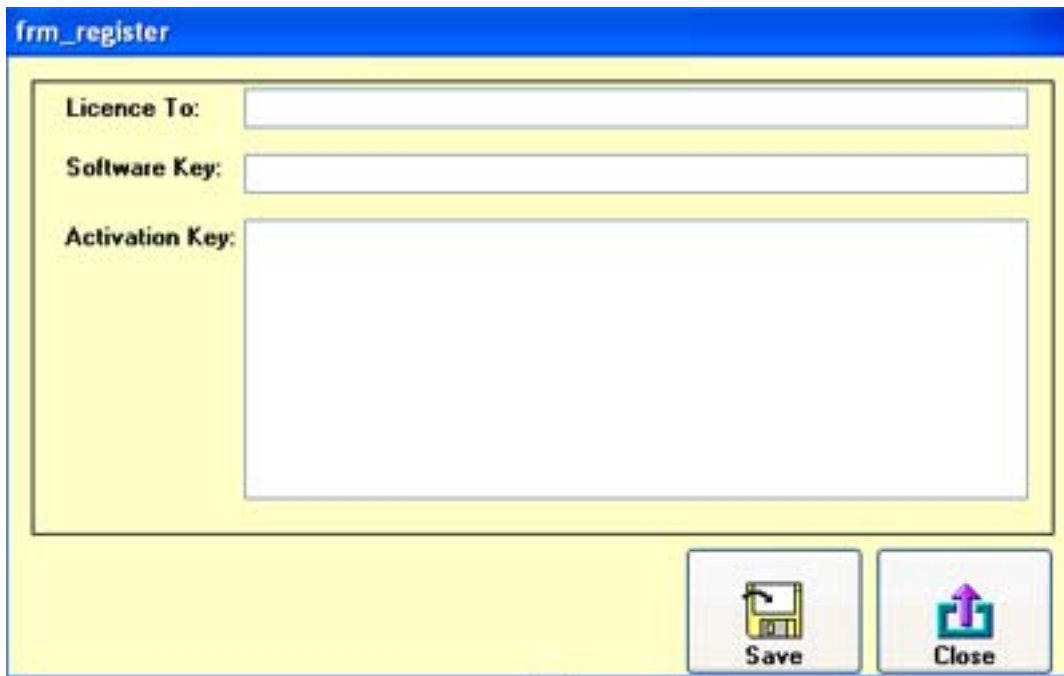 frm_register
Licence To:
Software Key:
Activation Key:
Save
Close